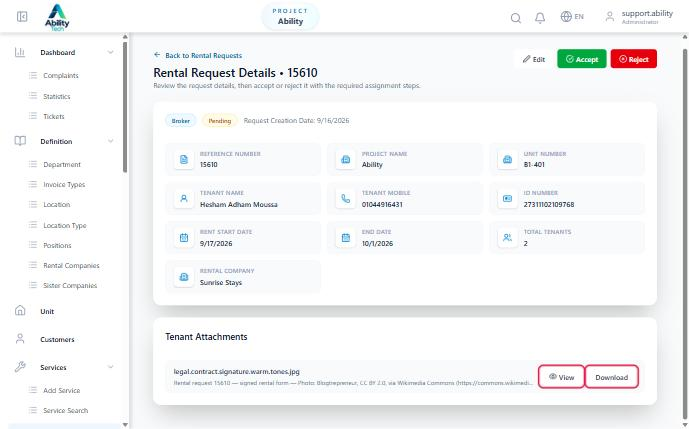 Ability
Tech
PROJECT
Ability
EN
support.ability
Administrator
Dashboard
Complaints
Statistics
Tickets
Definition
Department
Invoice Types
Location
Location Type
Positions
Rental Companies
Sister Companies
Unit
Customers
Services
Add Service
Service Search
Back to Rental Requests
Rental Request Details • 15610
Review the request details, then accept or reject it with the required assignment steps.
Edit
Accept
Reject
Broker
Pending
Request Creation Date: 9/16/2026
REFERENCE NUMBER
15610
PROJECT NAME
Ability
UNIT NUMBER
B1-401
TENANT NAME
Hesham Adham Moussa
TENANT MOBILE
01044916431
ID NUMBER
27311102109768
RENT START DATE
9/17/2026
END DATE
10/1/2026
TOTAL TENANTS
2
RENTAL COMPANY
Sunrise Stays
Tenant Attachments
legal.contract.signature.warm.tones.jpg
Rental request 15610 — signed rental form — Photo: Blogtrepreneur, CC BY 2.0, via Wikimedia Commons (https://commons.wikimedi...
View
Download